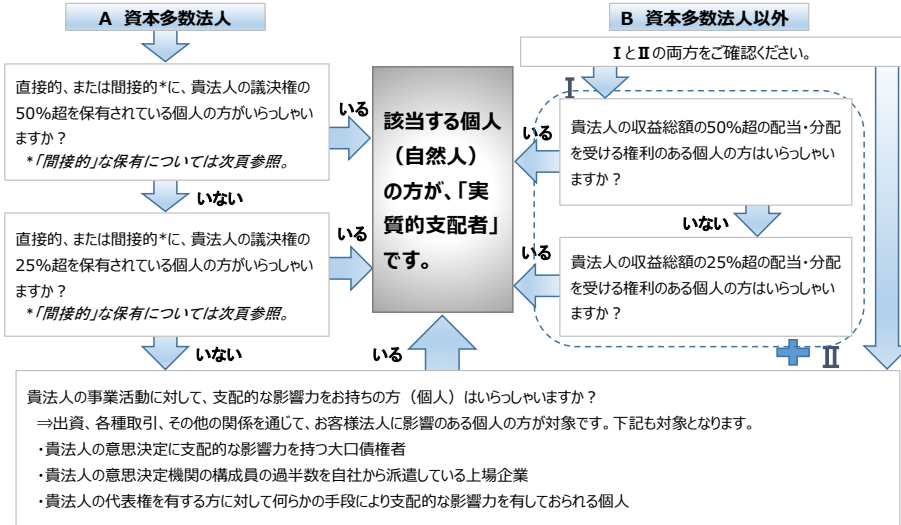 A 資本多数法人
直接的、または間接的*に、貴法人の議決権の
50%超を保有されている個人の方がいらっしゃい
ますか？
*「間接的」な保有については次頁参照。
いる
いない
直接的、または間接的*に、貴法人の議決権の
25%超を保有されている個人の方がいらっしゃい
ますか？
*「間接的」な保有については次頁参照。
いる
いない
該当する個人
（自然人）
の方が、「実
質的支配者」
です。
いる
B 資本多数法人以外
ⅠとⅡの両方をご確認ください。
Ⅰ
貴法人の収益総額の50%超の配当・分配
を受ける権利のある個人の方はいらっしゃい
ますか？
いる
いない
貴法人の収益総額の25%超の配当・分配
を受ける権利のある個人の方はいらっしゃい
ますか？
いる
Ⅱ
貴法人の事業活動に対して、支配的な影響力をお持ちの方（個人）はいらっしゃいますか？
⇒出資、各種取引、その他の関係を通じて、お客様法人に影響のある個人の方が対象です。下記も対象となります。
・貴法人の意思決定に支配的な影響力を持つ大口債権者
・貴法人の意思決定機関の構成員の過半数を自社から派遣している上場企業
・貴法人の代表権を有する方に対して何らかの手段により支配的な影響力を有しておられる個人